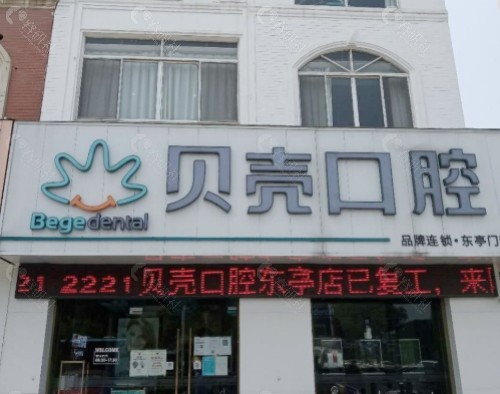 贝壳口腔
Begedental
品牌连锁·东亭门
21 2221贝壳口腔东亭店已复工，来
WELCOME